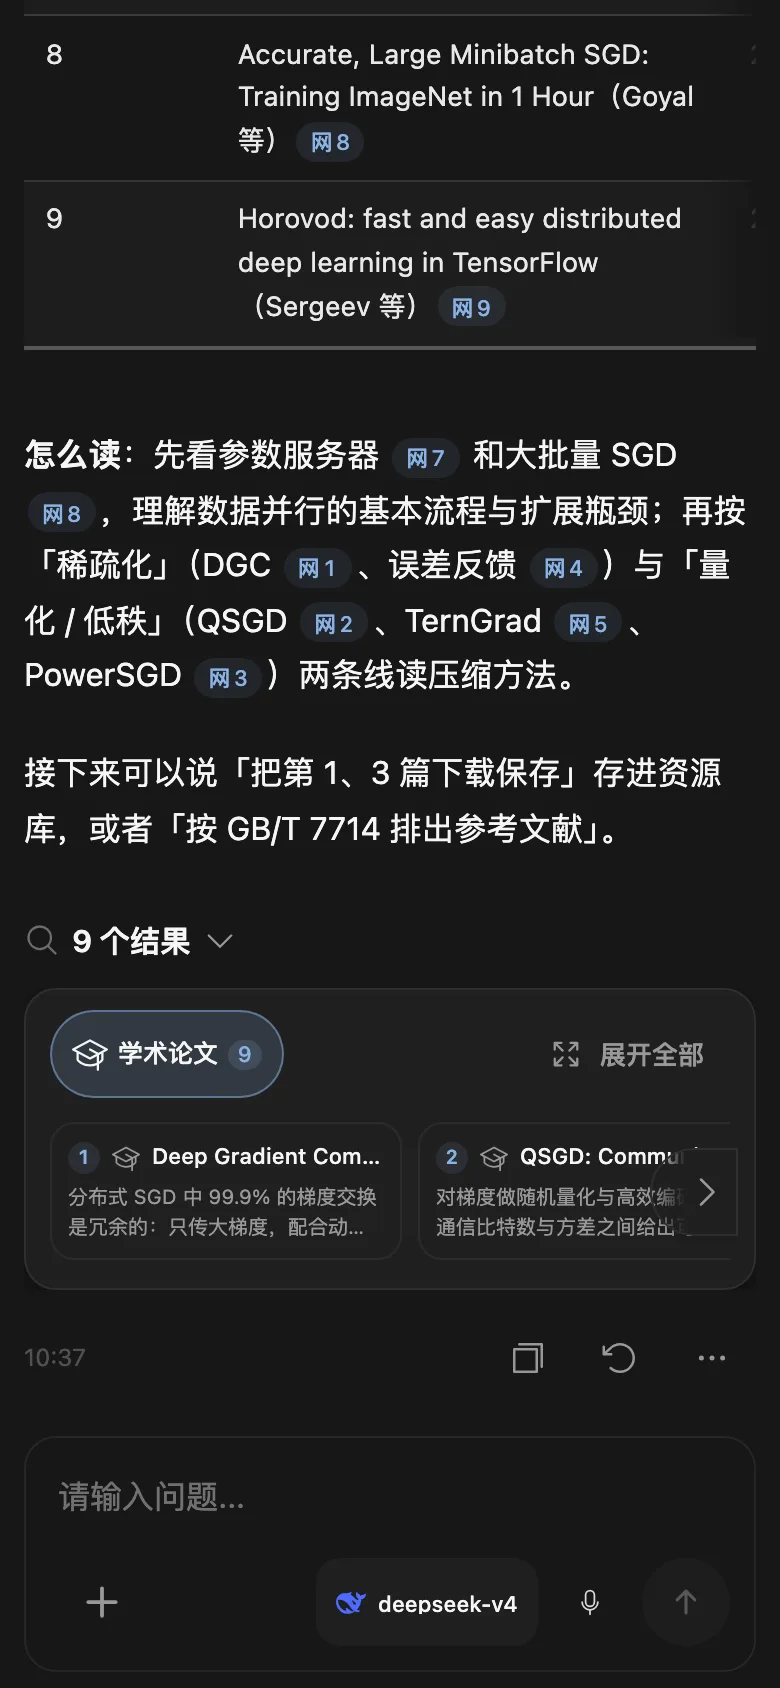 8
Accurate, Large Minibatch SGD:
Training ImageNet in 1 Hour（Goyal
等） 网 8
9
Horovod: fast and easy distributed
deep learning in TensorFlow
（Sergeev 等） 网 9
怎么读：先看参数服务器 网 7 和大批量 SGD
网 8 ，理解数据并行的基本流程与扩展瓶颈；再按
「稀疏化」（DGC 网 1 、误差反馈 网 4 ）与「量
化 / 低秩」（QSGD 网 2 、TernGrad 网 5 、
PowerSGD 网 3 ）两条线读压缩方法。
接下来可以说「把第 1、3 篇下载保存」存进资源
库，或者「按 GB/T 7714 排出参考文献」。
9 个结果
学术论文 9
展开全部
1 Deep Gradient Com...
分布式 SGD 中 99.9% 的梯度交换
是冗余的：只传大梯度，配合动...
2 QSGD: Commun
对梯度做随机量化与高效编
通信比特数与方差之间给出
10:37
请输入问题...
deepseek-v4